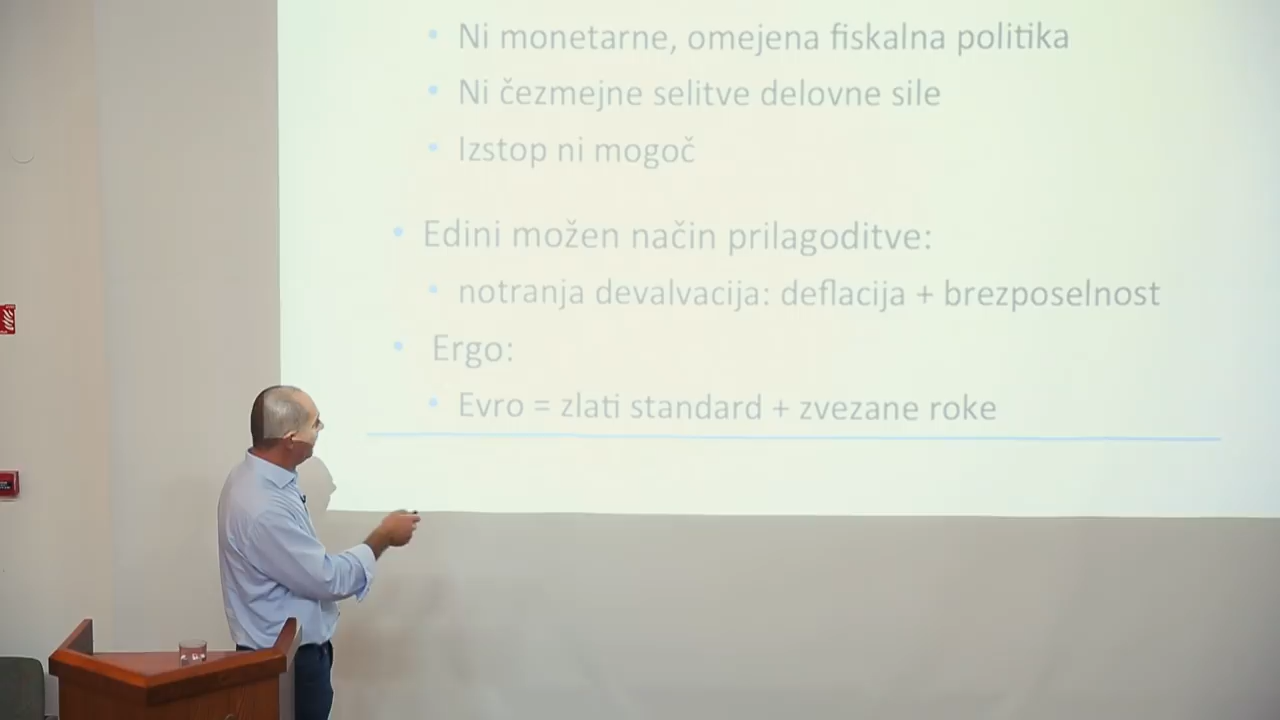 Ni monetarne, omejena fiskalna politika
Ni čezmejne selitve delovne sile
Izstop ni mogoč
Edini možen način prilagoditve:
notranja devalvacija: deflacija + brezposelnost
Ergo:
Evro = zlati standard + zvezane roke